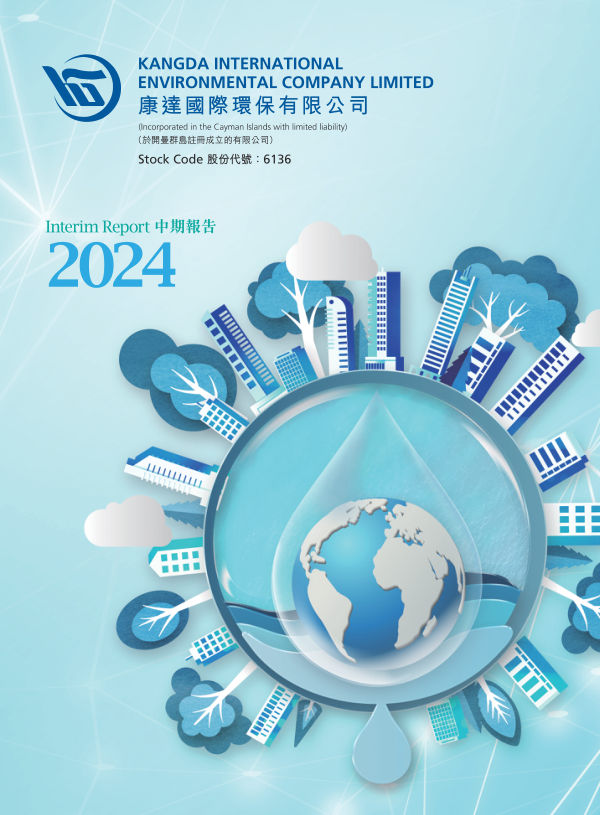 KANGDA INTERNATIONAL
ENVIRONMENTAL COMPANY LIMITED
康達國際環保有限公司
(Incorporated in the Cayman Islands with limited liability)
(於開曼群島註冊成立的有限公司)
Stock Code 股份代號：6136
Interim Report 中期報告
2024